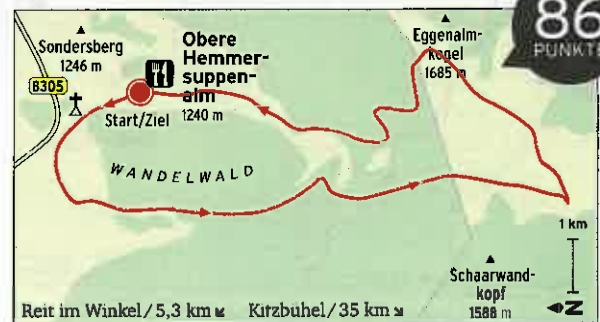 86
PUNKTE
Sondersberg
1246 m
B305
Obere
Hemmer-
suppen-
alm
1240 m
Start/Ziel
Eggenalm-
kogel
1685 m
WANDELWALD
1 km
Schaarwand-
kopf
1588 m
N
Reit im Winkel/5,3 km Kitzbühel/35 km